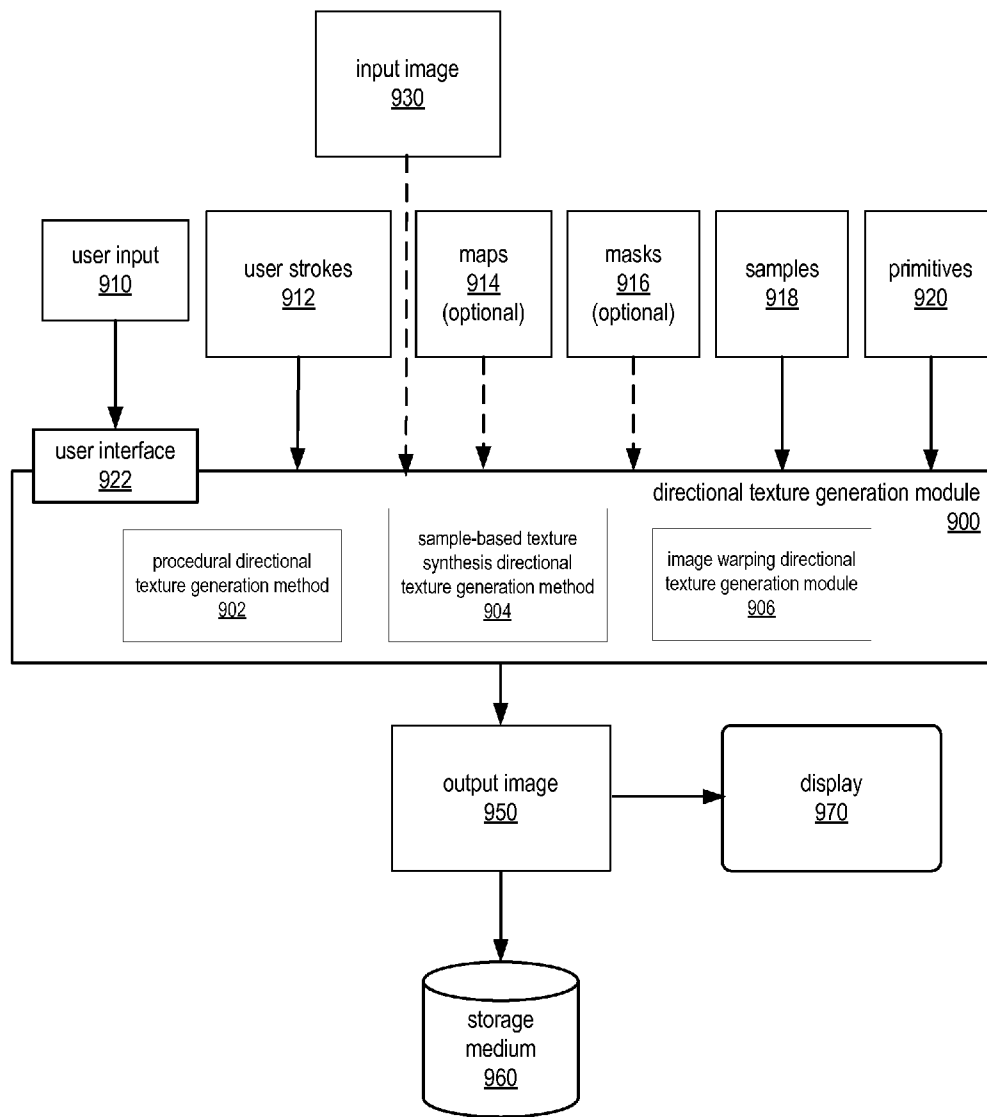 input image
930
user input
910
user strokes
912
maps
914
(optional)
masks
916
(optional)
samples
918
primitives
920
user interface
922
directional texture generation module
900
procedural directional
texture generation method
902
sample-based texture
synthesis directional
texture generation method
904
image warping directional
texture generation module
906
output image
950
display
970
storage
medium
960